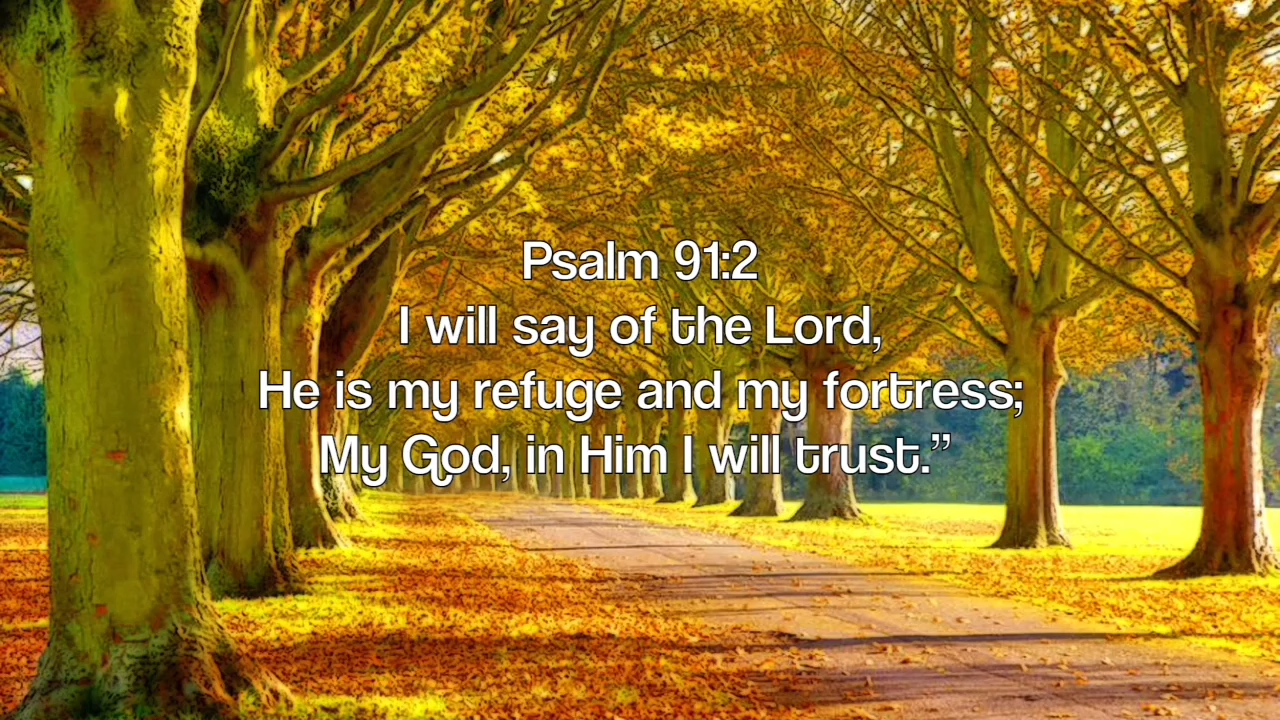 Psalm 91:2
I will say of the Lord,
He is my refuge and my fortress;
My God, in Him I will trust.”